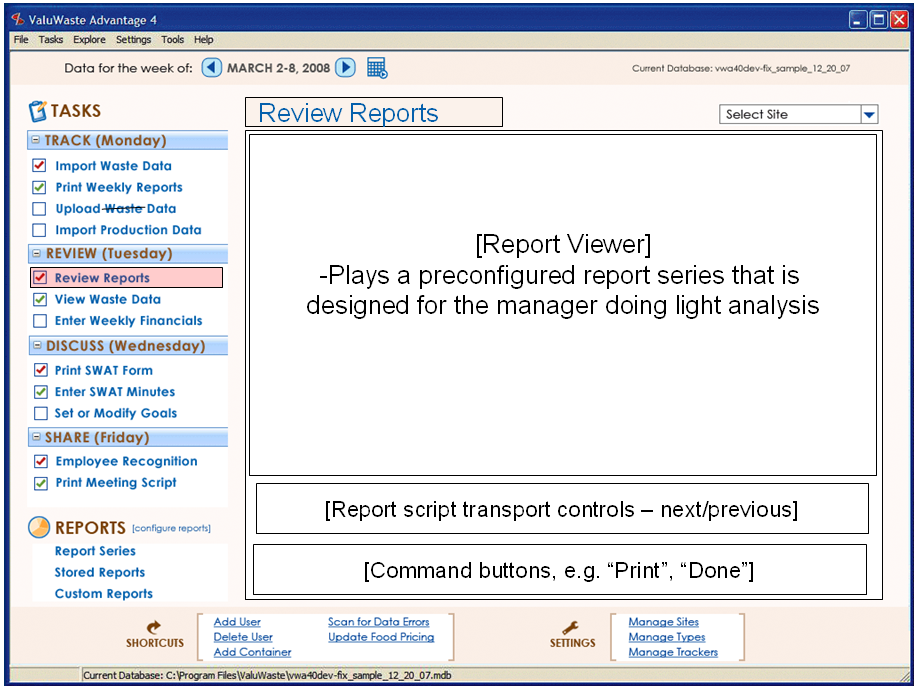 ValuWaste Advantage 4
File Tasks Explore Settings Tools Help
Data for the week of: MARCH 2-8, 2008
Current Database: vwa40dev-fix_sample_12_20_07
TASKS
TRACK (Monday)
Import Waste Data
Print Weekly Reports
Upload Waste Data
Import Production Data
REVIEW (Tuesday)
Review Reports
View Waste Data
Enter Weekly Financials
DISCUSS (Wednesday)
Print SWAT Form
Enter SWAT Minutes
Set or Modify Goals
SHARE (Friday)
Employee Recognition
Print Meeting Script
REPORTS [configure reports]
Report Series
Stored Reports
Custom Reports
Review Reports
Select Site
[Report Viewer]
-Plays a preconfigured report series that is
designed for the manager doing light analysis
[Report script transport controls – next/previous]
[Command buttons, e.g. “Print”, “Done”]
SHORTCUTS
Add User
Delete User
Add Container
Scan for Data Errors
Update Food Pricing
SETTINGS
Manage Sites
Manage Types
Manage Trackers
Current Database: C:\Program Files\ValuWaste\vwa40dev-fix_sample_12_20_07.mdb